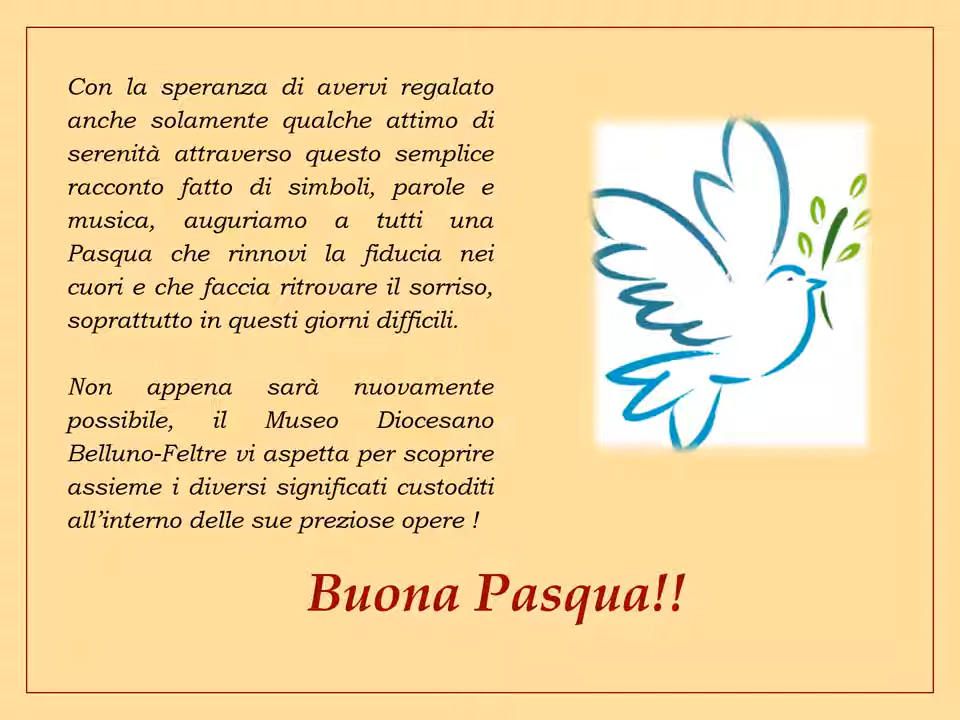 Con la speranza di avervi regalato
anche solamente qualche attimo di
serenità attraverso questo semplice
racconto fatto di simboli, parole e
musica, auguriamo a tutti una
Pasqua che rinnovi la fiducia nei
cuori e che faccia ritrovare il sorriso,
soprattutto in questi giorni difficili.
Non appena sarà nuovamente
possibile, il Museo Diocesano
Belluno-Feltre vi aspetta per scoprire
assieme i diversi significati custoditi
all’interno delle sue preziose opere !
Buona Pasqua!!